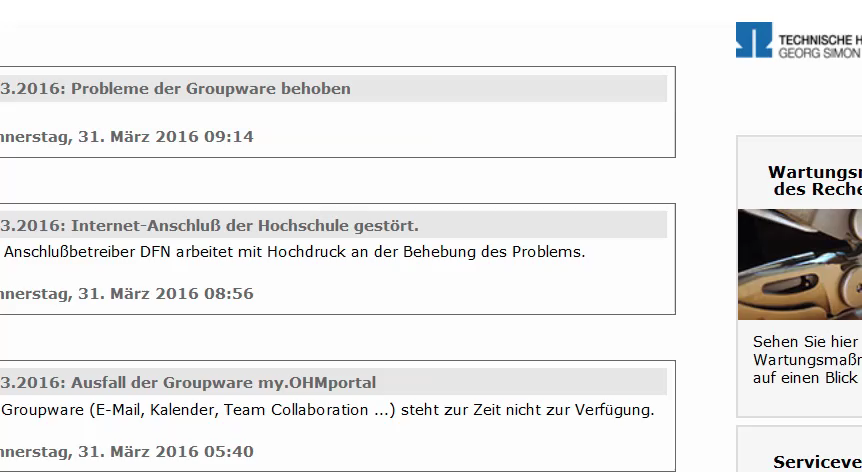 TECHNISCHE H
GEORG SIMON
3.2016: Probleme der Groupware behoben
nnerstag, 31. März 2016 09:14
3.2016: Internet-Anschluß der Hochschule gestört.
Anschlußbetreiber DFN arbeitet mit Hochdruck an der Behebung des Problems.
nnerstag, 31. März 2016 08:56
3.2016: Ausfall der Groupware my.OHMportal
Groupware (E-Mail, Kalender, Team Collaboration ...) steht zur Zeit nicht zur Verfügung.
nnerstag, 31. März 2016 05:40
Wartungsm
des Reche
Sehen Sie hier
Wartungsmaßn
auf einen Blick
Serviceve